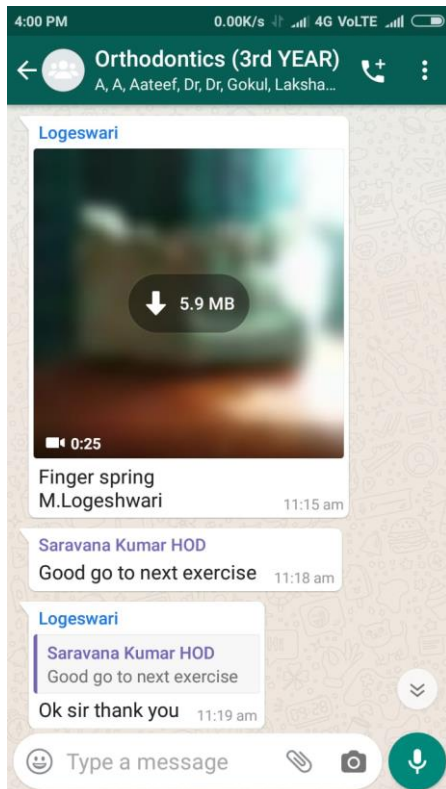 4:00 PM 0.00K/s 4G VoLTE
Orthodontics (3rd YEAR)
A, A, Aateef, Dr, Dr, Gokul, Laksha...
Logeswari
5.9 MB
0:25
Finger spring
M.Logeshwari 11:15 am
Saravana Kumar HOD
Good go to next exercise 11:18 am
Logeswari
Saravana Kumar HOD
Good go to next exercise
Ok sir thank you 11:19 am
Type a message